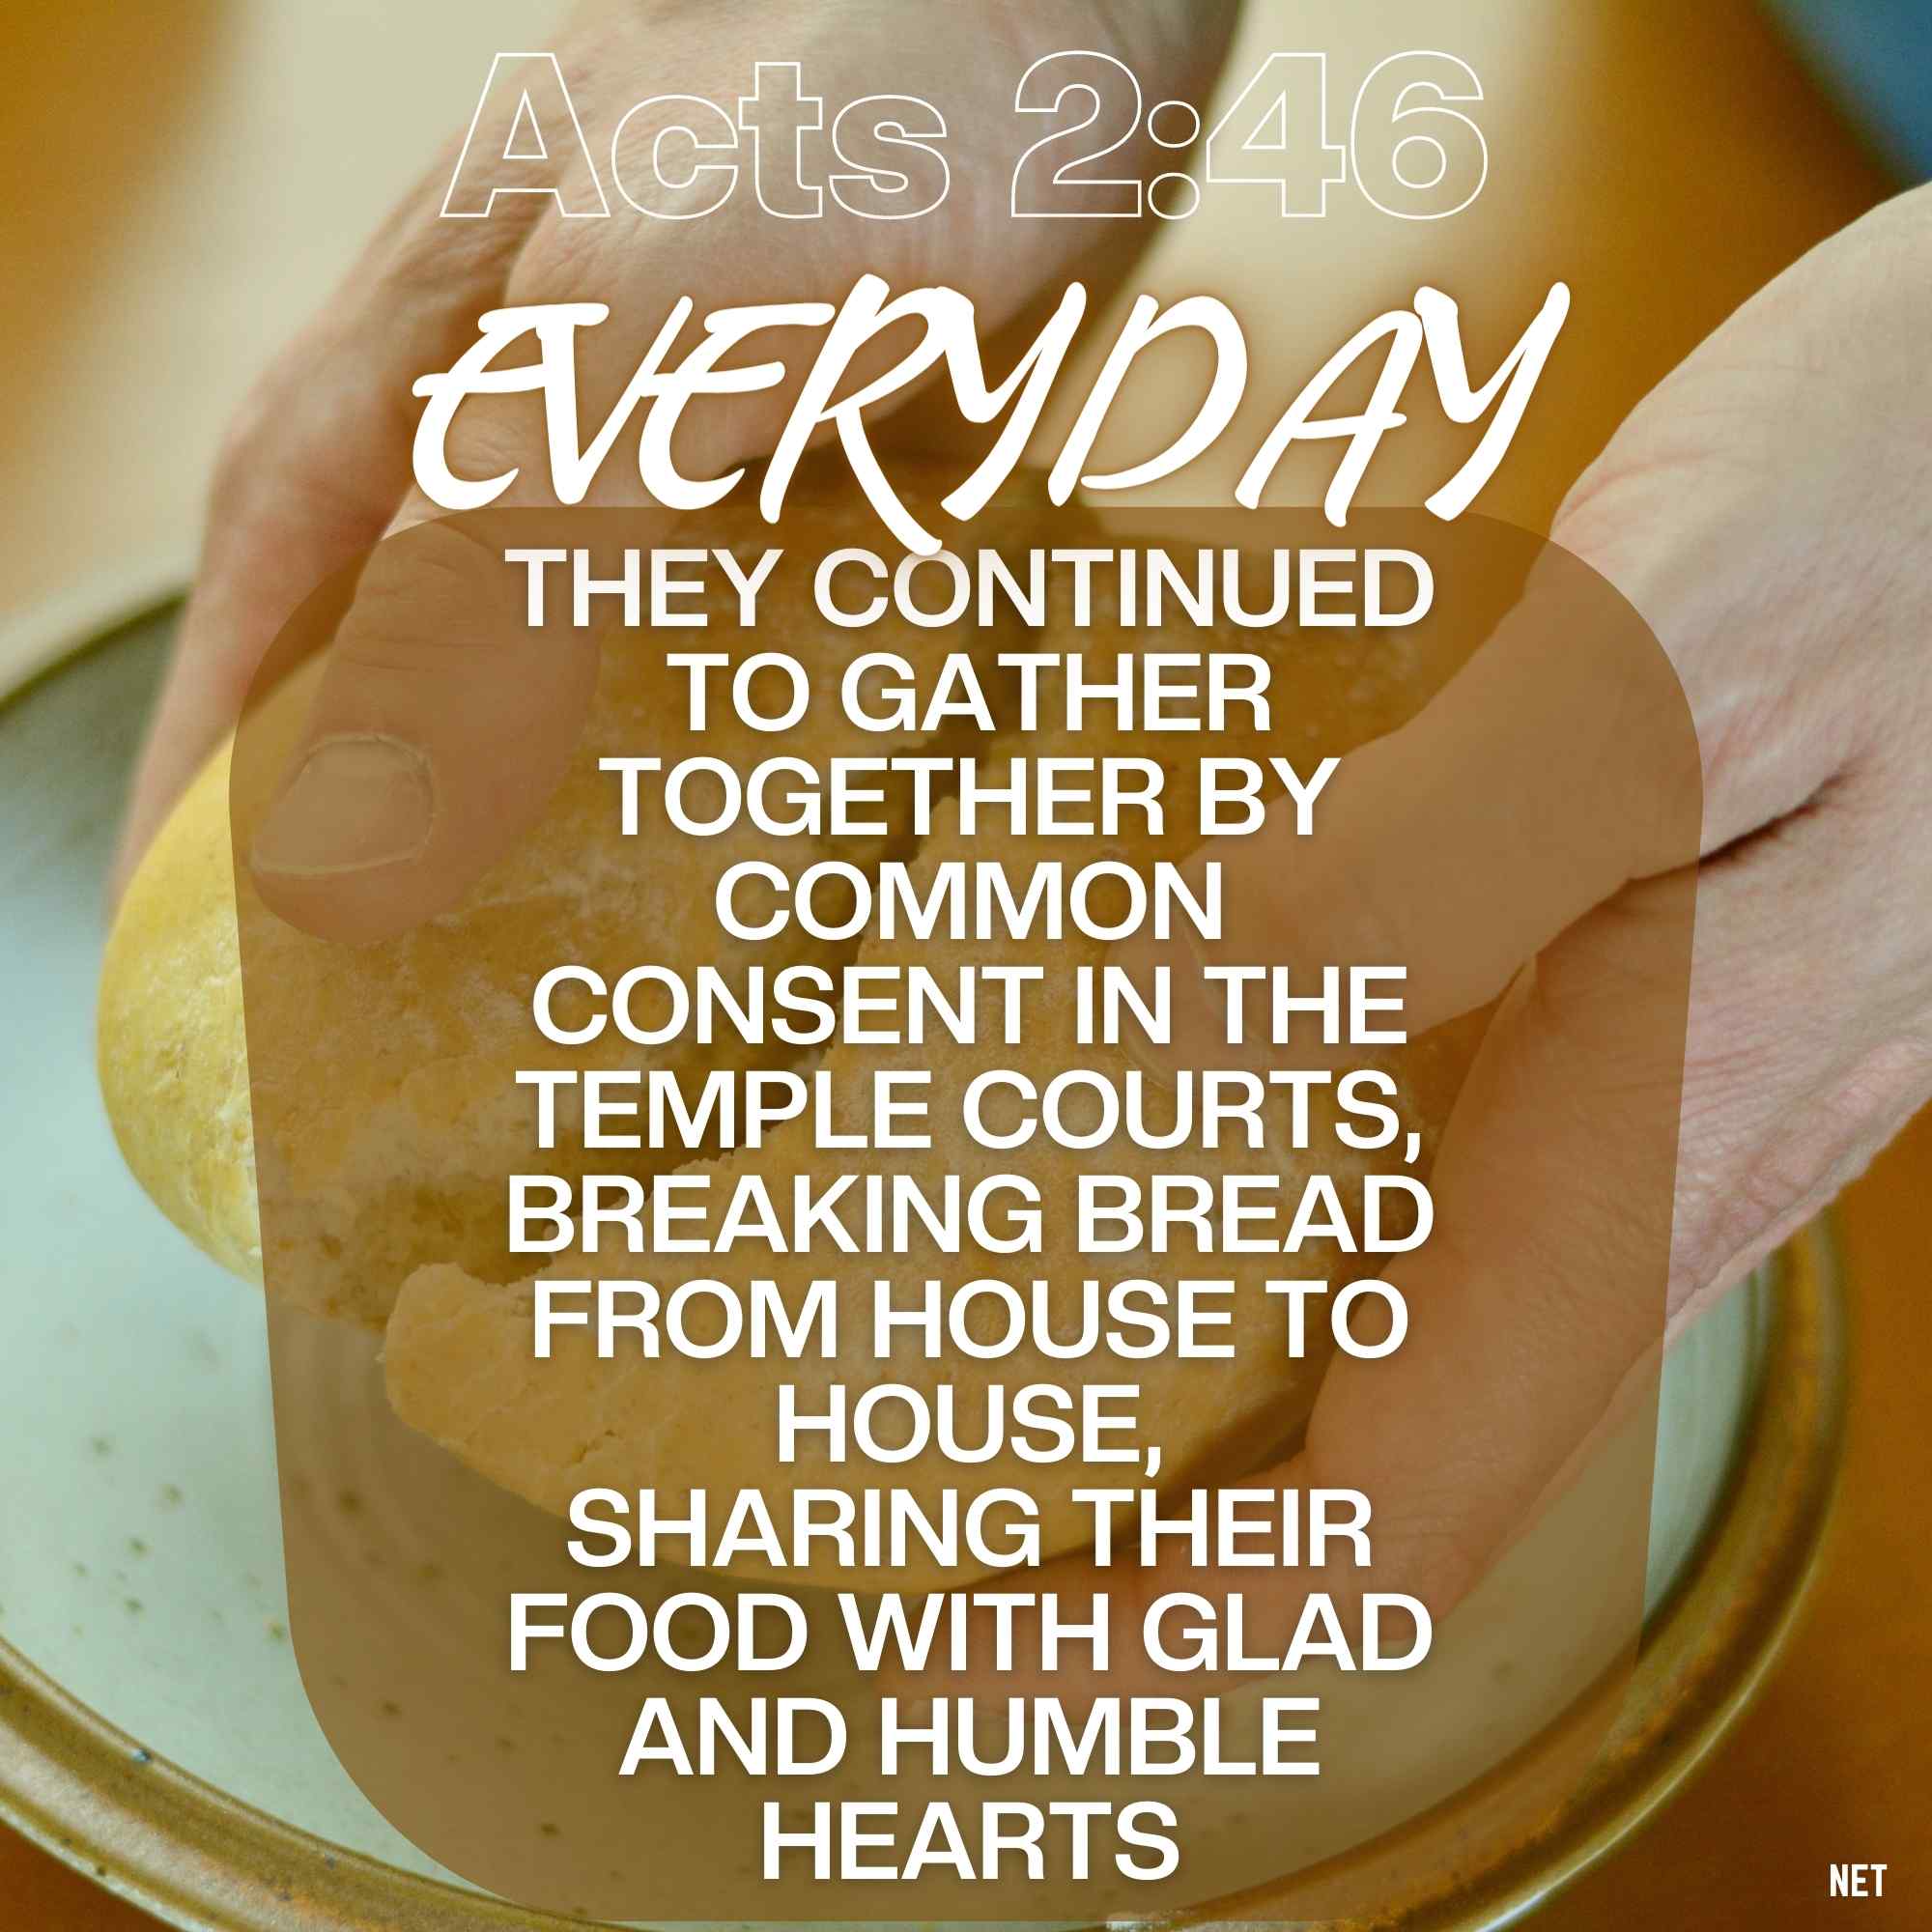 Acts 2:46
EVERYDAY
THEY CONTINUED
TO GATHER
TOGETHER BY
COMMON
CONSENT IN THE
TEMPLE COURTS,
BREAKING BREAD
FROM HOUSE TO
HOUSE,
SHARING THEIR
FOOD WITH GLAD
AND HUMBLE
HEARTS
NET